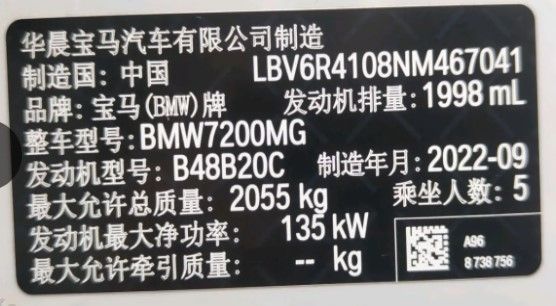 华晨宝马汽车有限公司制造
制造国: 中国 LBV6R4108NM467041
品牌: 宝马(BMW)牌 发动机排量: 1998 mL
整车型号: BMW7200MG
发动机型号: B48B20C 制造年月: 2022-09
最大允许总质量: 2055 kg 乘坐人数: 5
发动机最大净功率: 135 kW
最大允许牵引质量: -- kg
A96
8 738 756